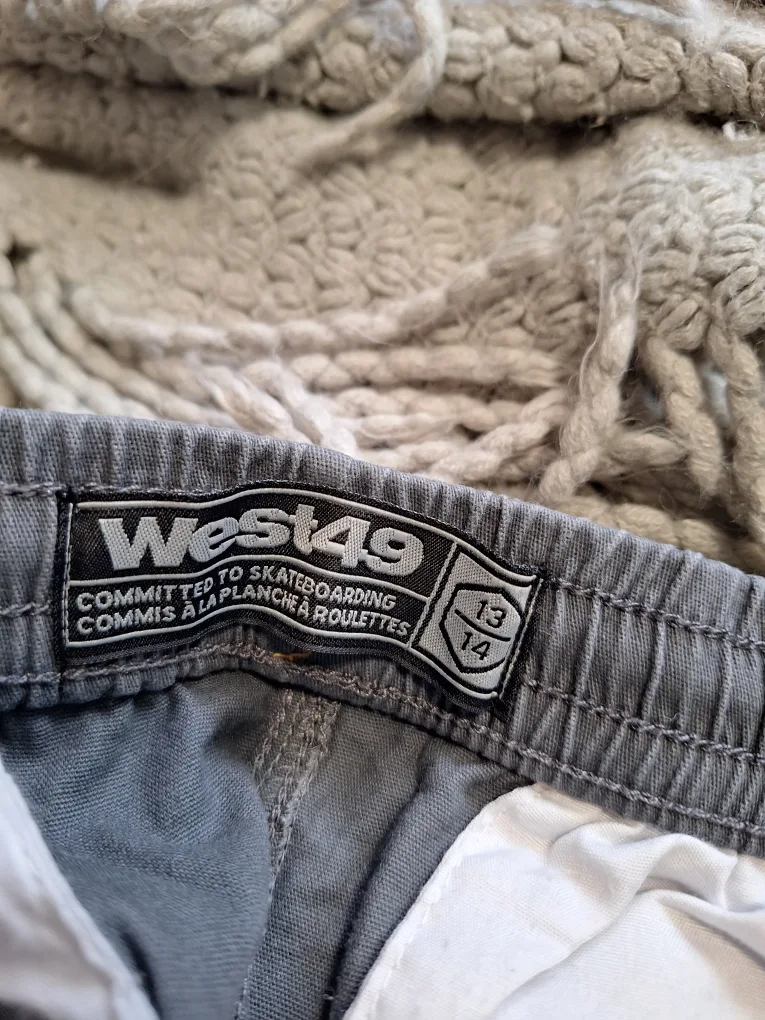 West49
COMMITTED TO SKATEBOARDING
COMMIS À LA PLANCHE À ROULETTES
13
14